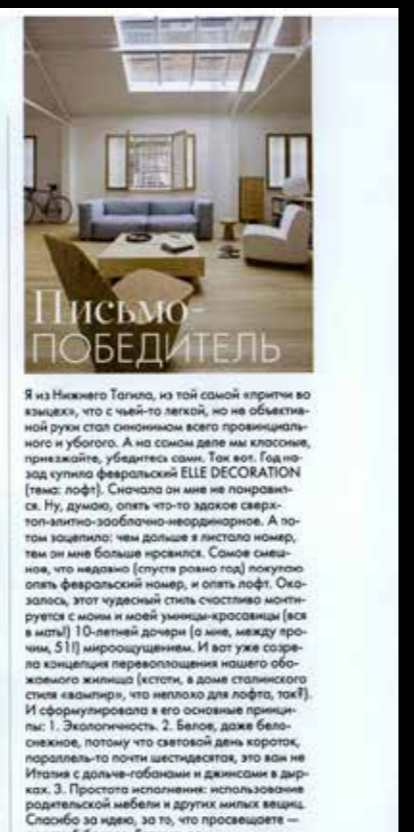 Письмо-
ПОБЕДИТЕЛЬ
Я из Нижнего Тагила, из той самой «притчи во
языцех», что с чьей-то легкой, но не объектив-
ной руки стал синонимом всего провинциаль-
ного и убогого. А на самом деле мы классные,
приезжайте, убедитесь сами. Так вот. Год на-
зад купила февральский ELLE DECORATION
(тема: лофт). Сначала он мне не понравил-
ся. Ну, думаю, опять что-то эдакое сверх-
топ-элитно-заоблачно-неординарное. А по-
том зацепило: чем дольше я листала номер,
тем он мне больше нравился. Самое смеш-
ное, что недавно (спустя ровно год) покупаю
опять февральский номер, и опять лофт. Ока-
залось, этот чудесный стиль счастливо монти-
руется с моим и моей умницы-красавицы (вся
в мать!) 10-летней дочери (а мне, между про-
чим, 51!) мироощущением. И вот уже созре-
ла концепция перевоплощения нашего обо-
жаемого жилища (кстати, в доме сталинского
стиля «вампир», что неплохо для лофта, так?).
И сформулировала я его основные принци-
пы: 1. Экологичность. 2. Белое, даже бело-
снежное, потому что световой день короток,
параллель-то почти шестидесятая, это вам не
Италия с дольче-габанами и джинсами в дыр-
ках. 3. Простота исполнения: использование
родительской мебели и других милых вещиц.
Спасибо за идею, за то, что просвещаете —